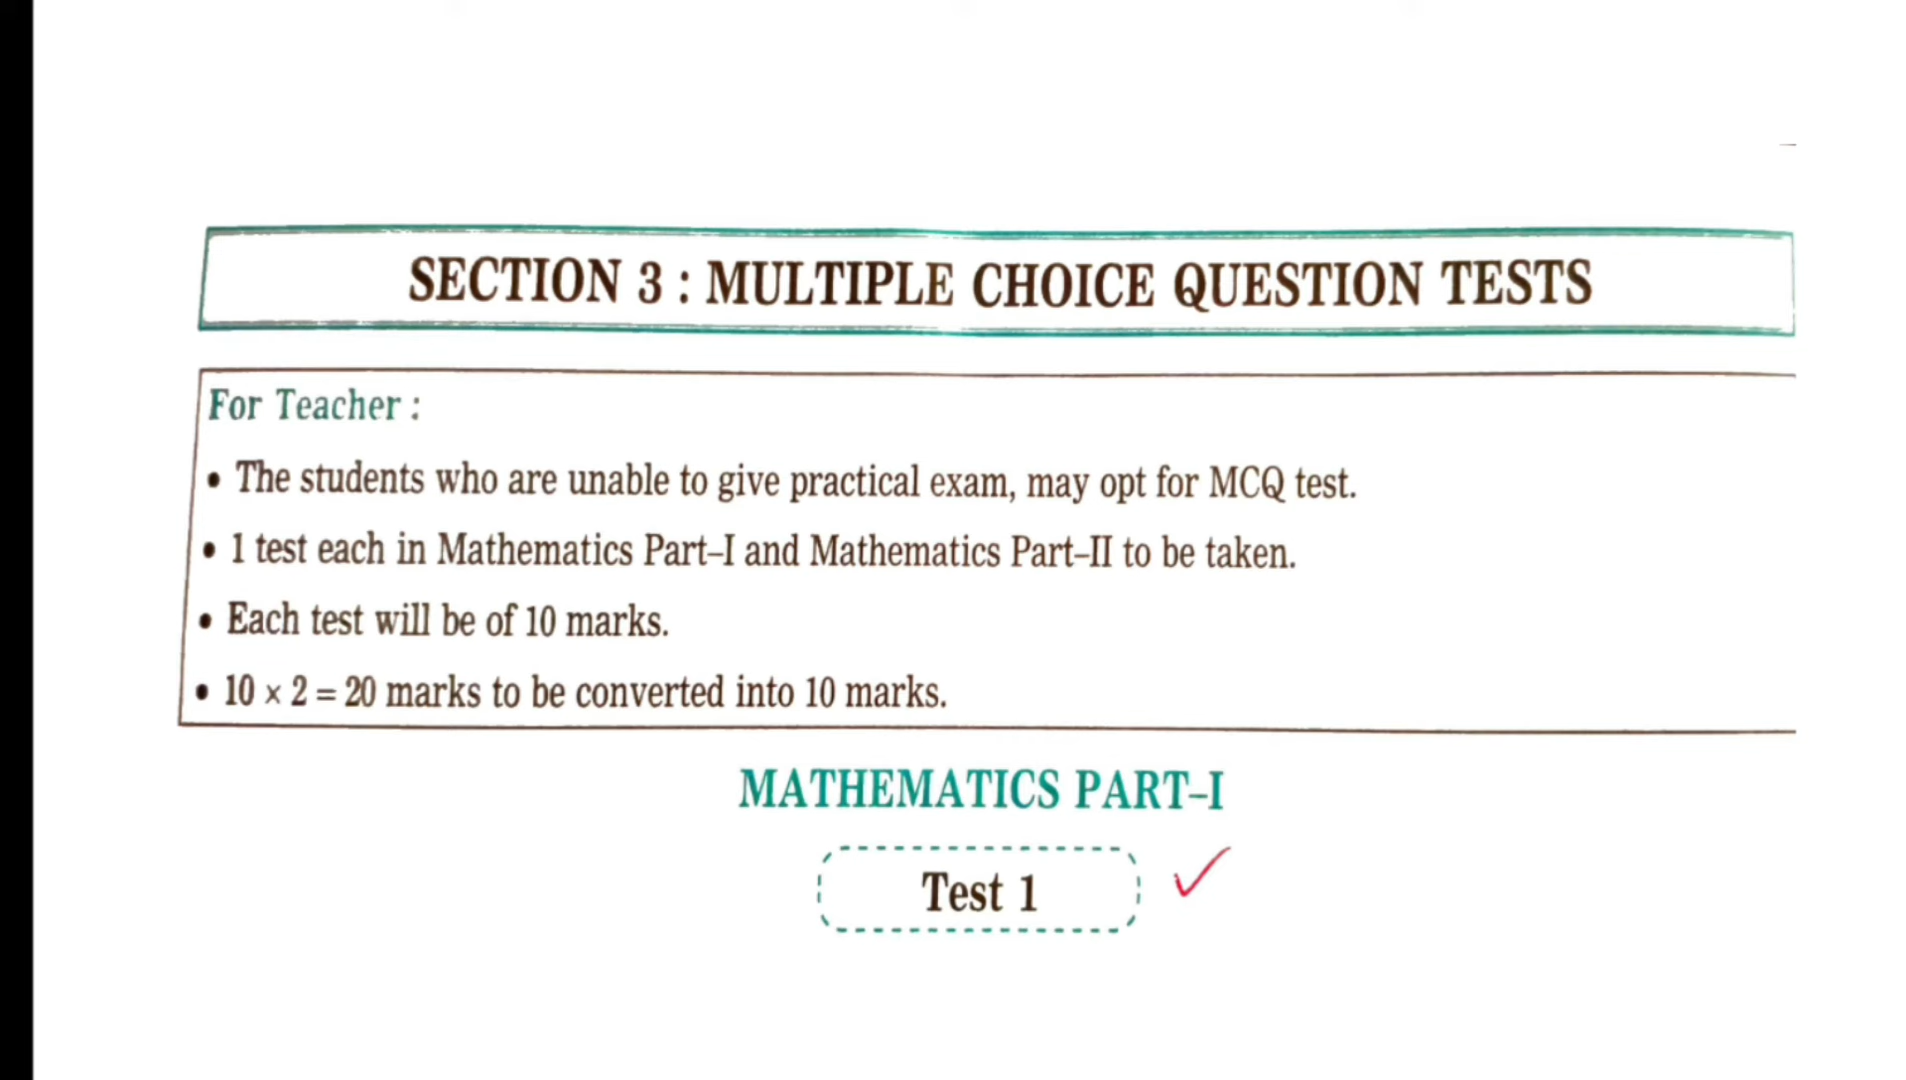 SECTION 3 : MULTIPLE CHOICE QUESTION TESTS
For Teacher :
• The students who are unable to give practical exam, may opt for MCQ test.
• 1 test each in Mathematics Part–I and Mathematics Part–II to be taken.
• Each test will be of 10 marks.
• 10 × 2 = 20 marks to be converted into 10 marks.
MATHEMATICS PART–I
Test 1